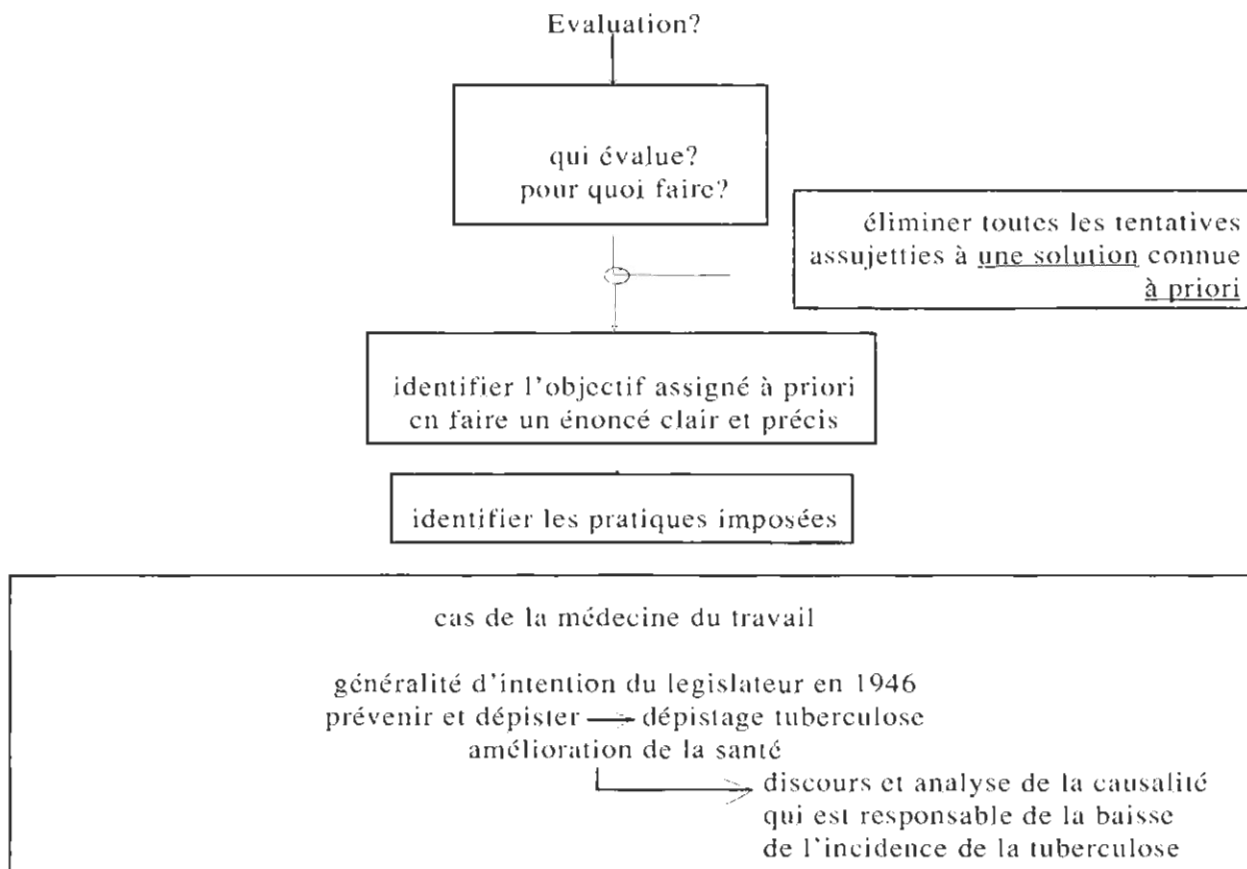 Evaluation?
qui évalue?
pour quoi faire?
éliminer toutes les tentatives
assujetties à une solution connue
à priori
identifier l'objectif assigné à priori
en faire un énoncé clair et précis
identifier les pratiques imposées
cas de la médecine du travail
généralité d'intention du legislateur en 1946
prévenir et dépister → dépistage tuberculose
amélioration de la santé
discours et analyse de la causalité
qui est responsable de la baisse
de l'incidence de la tuberculose